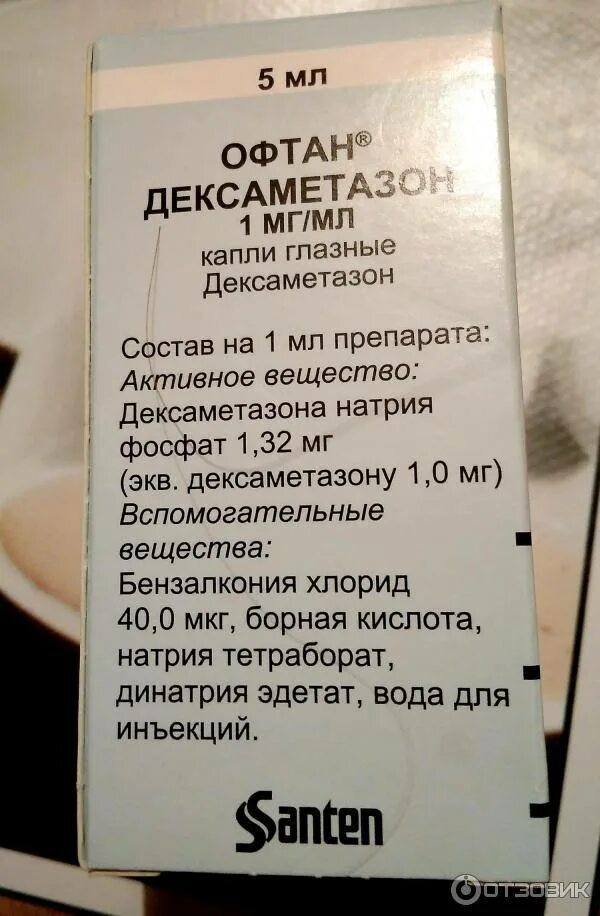 5 мл
ОФТАН®
ДЕКСАМЕТАЗОН
1 МГ/МЛ
капли глазные
Дексаметазон
Состав на 1 мл препарата:
Активное вещество:
Дексаметазона натрия
фосфат 1,32 мг
(экв. дексаметазону 1,0 мг)
Вспомогательные
вещества:
Бензалкония хлорид
40,0 мкг, борная кислота,
натрия тетраборат,
динатрия эдетат, вода для
инъекций.
Santen
ОТЗОВИК